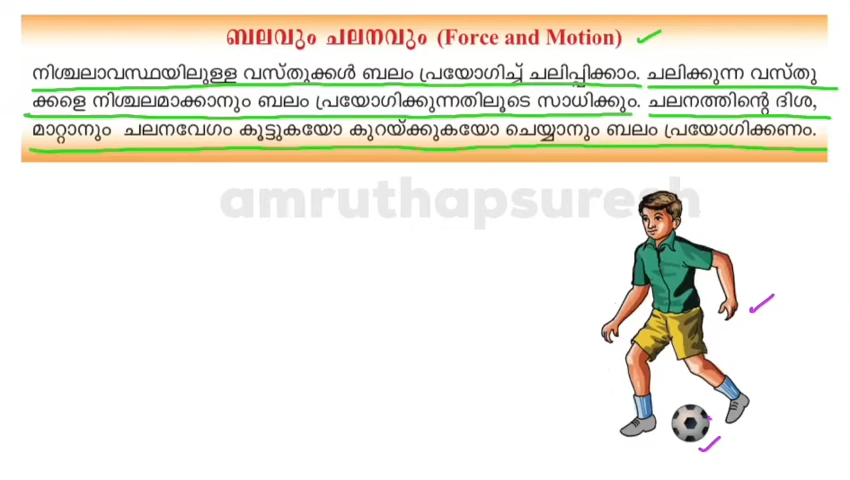 ബലവും ചലനവും (Force and Motion)
നിശ്ചലാവസ്ഥയിലുള്ള വസ്തുക്കൾ ബലം പ്രയോഗിച്ച് ചലിപ്പിക്കാം. ചലിക്കുന്ന വസ്തു
ക്കളെ നിശ്ചലമാക്കാനും ബലം പ്രയോഗിക്കുന്നതിലൂടെ സാധിക്കും. ചലനത്തിന്റെ ദിശ,
മാറ്റാനും ചലനവേഗം കൂട്ടുകയോ കുറയ്ക്കുകയോ ചെയ്യാനും ബലം പ്രയോഗിക്കണം.
amruthapsuresh